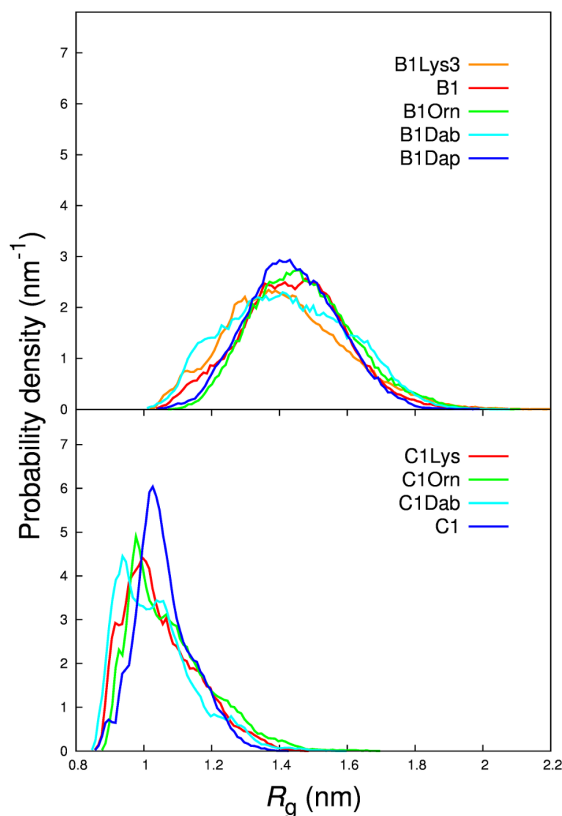 Probability density (nm-1)
7
6
5
4
3
2
1
0
B1Lys3
B1
B1Orn
B1Dab
B1Dap
7
6
5
4
3
2
1
0
C1Lys
C1Orn
C1Dab
C1
0.8 1 1.2 1.4 1.6 1.8 2 2.2
Rg (nm)